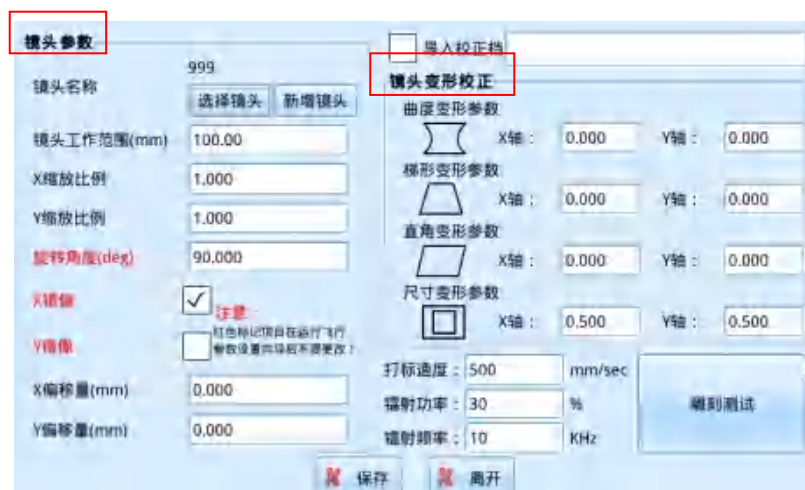 镜头参数
镜头名称
999
选择镜头
新增镜头
镜头工作范围(mm)
100.00
X缩放比例
1.000
Y缩放比例
1.000
旋转角度(deg)
90.000
X镜像
注意
红色标记项目在运行飞行
参数设置向导后不要更改！
Y镜像
X偏移量(mm)
0.000
Y偏移量(mm)
0.000
导入校正档
镜头变形校正
曲度变形参数
X轴： 0.000 Y轴： 0.000
梯形变形参数
X轴： 0.000 Y轴： 0.000
直角变形参数
X轴： 0.000 Y轴： 0.000
尺寸变形参数
X轴： 0.500 Y轴： 0.500
打标速度： 500 mm/sec
镭射功率： 30 %
镭射频率： 10 KHz
雕刻测试
保存
离开